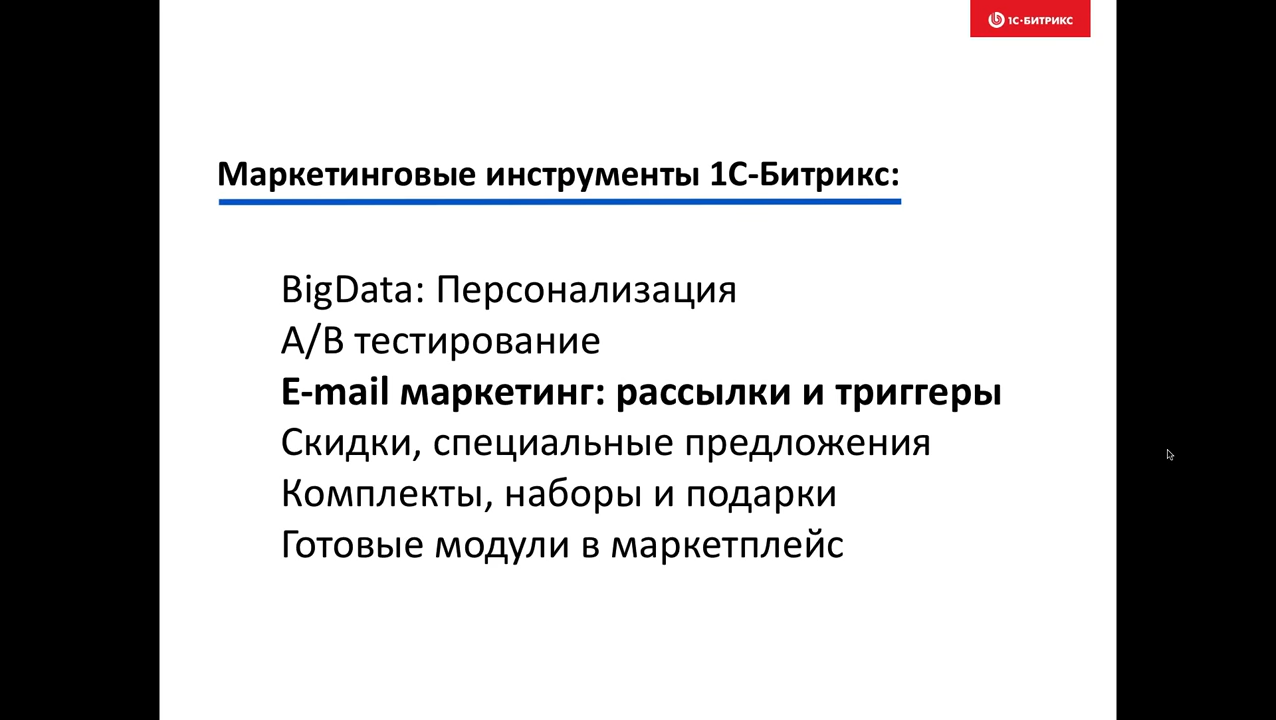 1С-БИТРИКС
Маркетинговые инструменты 1С-Битрикс:
BigData: Персонализация
A/B тестирование
E-mail маркетинг: рассылки и триггеры
Скидки, специальные предложения
Комплекты, наборы и подарки
Готовые модули в маркетплейс